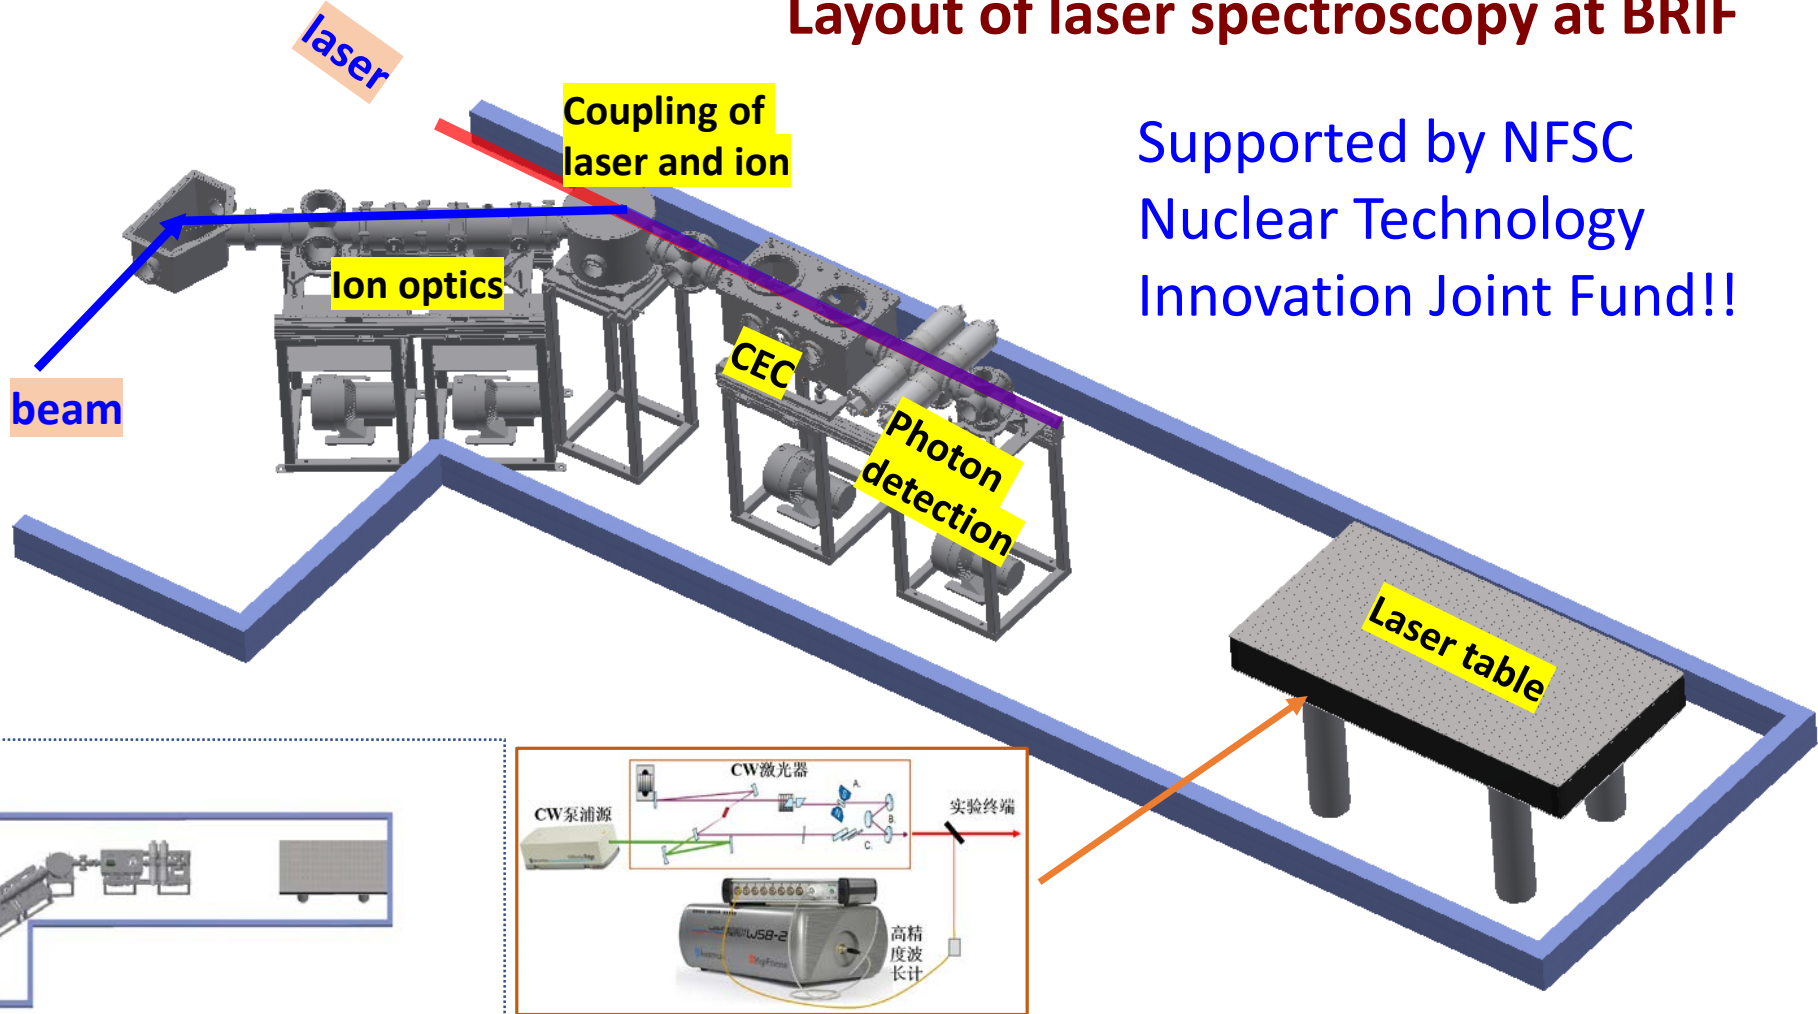 Layout of laser spectroscopy at BRIF
laser
Coupling of
laser and ion
Supported by NFSC
Nuclear Technology
Innovation Joint Fund!!
Ion optics
beam
CEC
Photon
detection
Laser table
CW激光器
CW泵浦源
实验终端
A.
B.
C.
高精
度波
长计